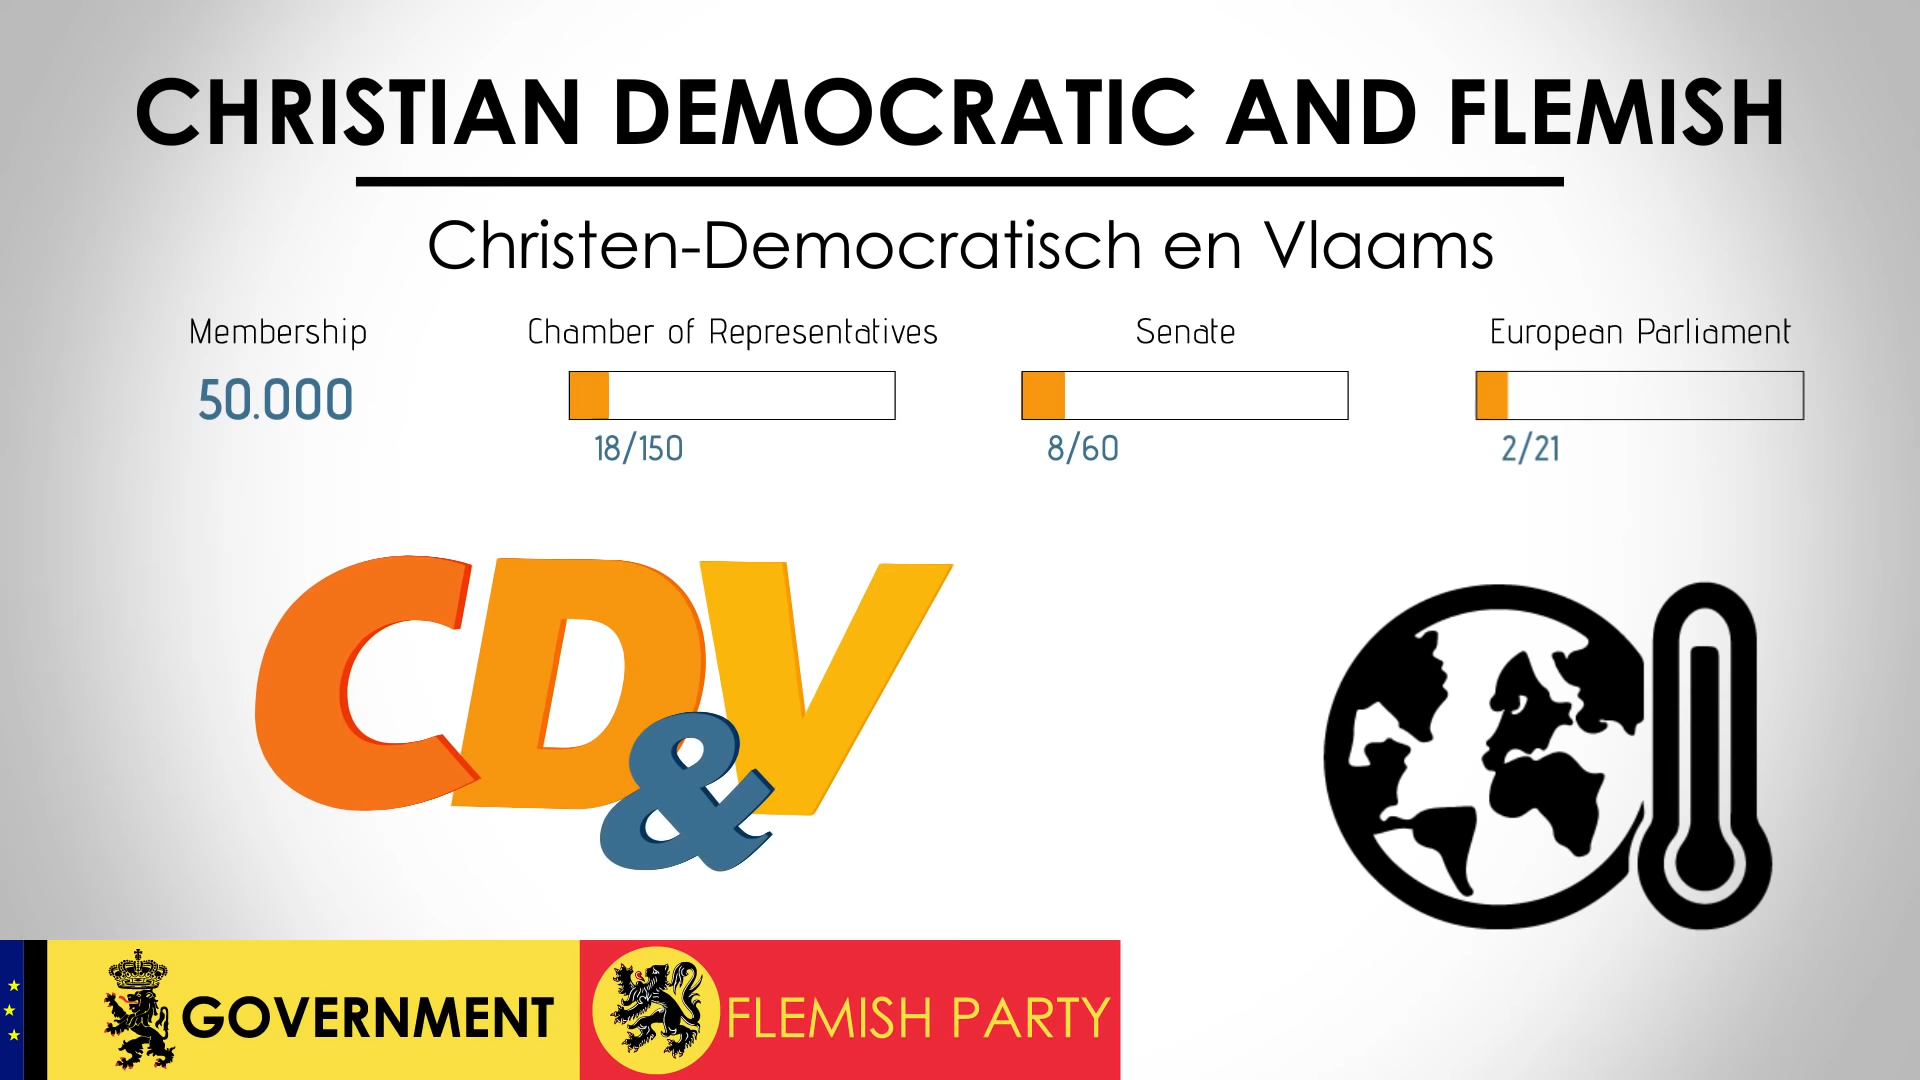 CHRISTIAN DEMOCRATIC AND FLEMISH
Christen-Democratisch en Vlaams
Membership
50.000
Chamber of Representatives
18/150
Senate
8/60
European Parliament
2/21
CD&V
GOVERNMENT
FLEMISH PARTY